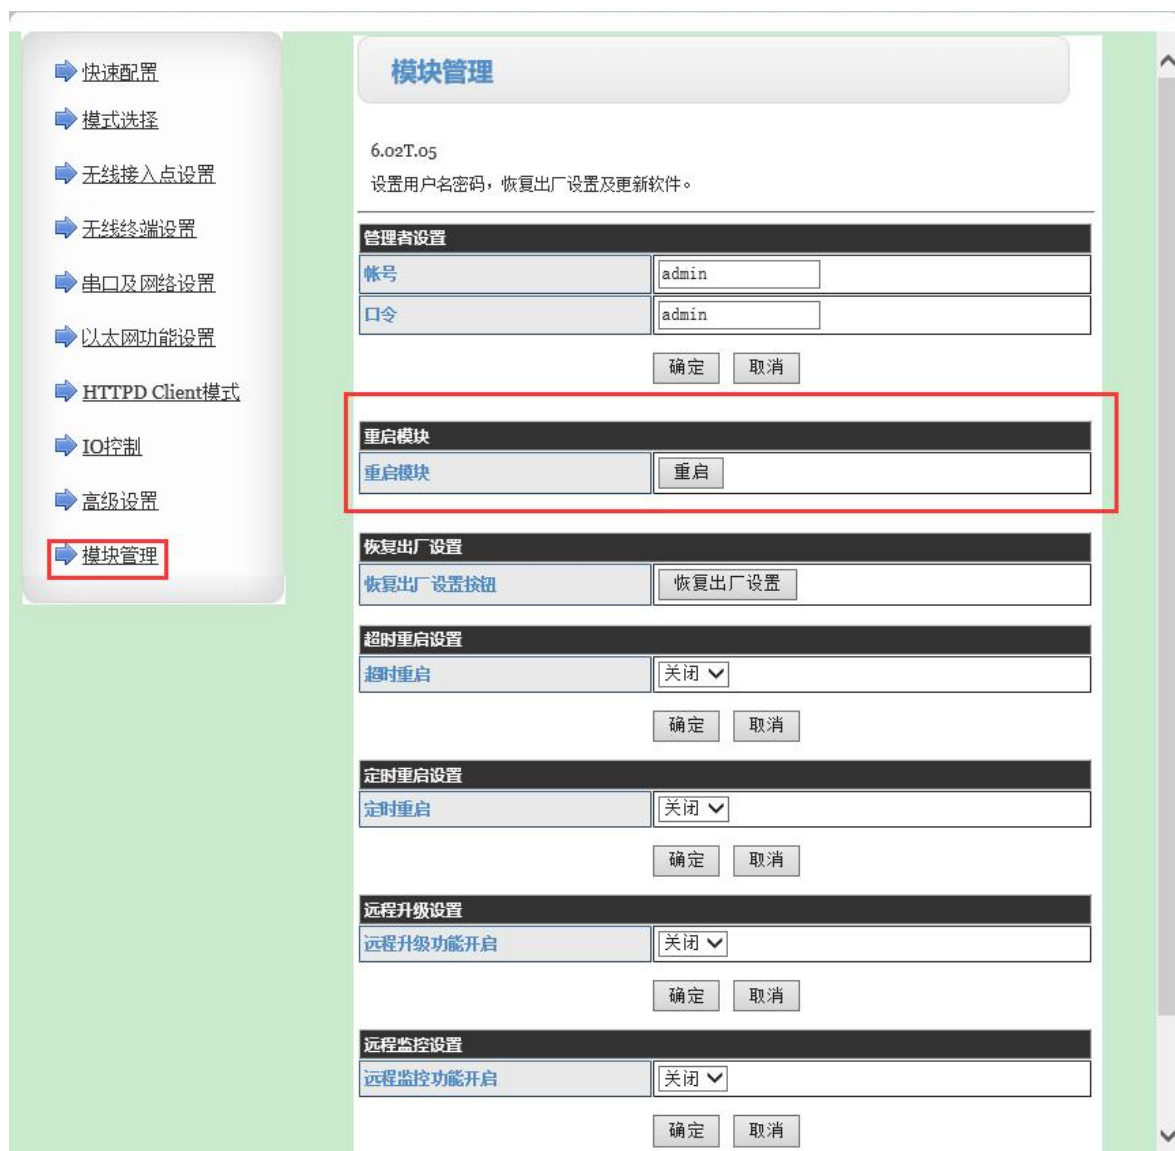 快速配置
模式选择
无线接入点设置
无线终端设置
串口及网络设置
以太网功能设置
HTTPD Client模式
IO控制
高级设置
模块管理
模块管理
6.02T.05
设置用户名密码，恢复出厂设置及更新软件。
管理者设置
帐号 admin
口令 admin
确定 取消
重启模块
重启模块 重启
恢复出厂设置
恢复出厂设置按钮 恢复出厂设置
超时重启设置
超时重启 关闭
确定 取消
定时重启设置
定时重启 关闭
确定 取消
远程升级设置
远程升级功能开启 关闭
确定 取消
远程监控设置
远程监控功能开启 关闭
确定 取消